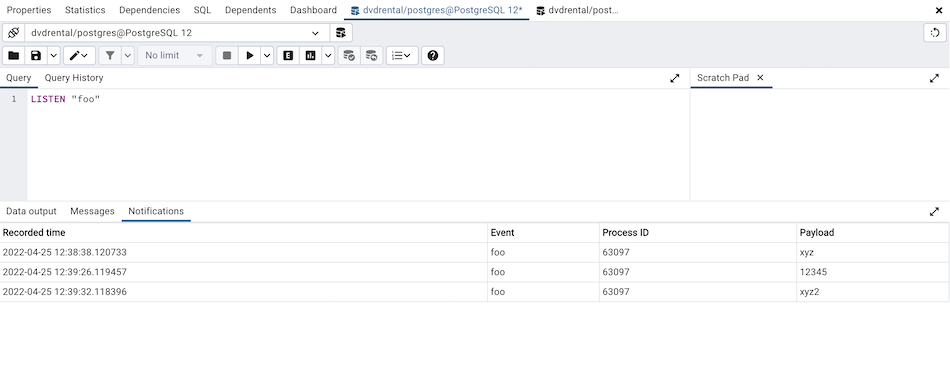 Properties Statistics Dependencies SQL Dependents Dashboard dvdrental/postgres@PostgreSQL 12* dvdrental/post...
dvdrental/postgres@PostgreSQL 12
No limit E
Query Query History Scratch Pad
1 LISTEN "foo"
Data output Messages Notifications
Recorded time Event Process ID Payload
2022-04-25 12:38:38.120733 foo 63097 xyz
2022-04-25 12:39:26.119457 foo 63097 12345
2022-04-25 12:39:32.118396 foo 63097 xyz2